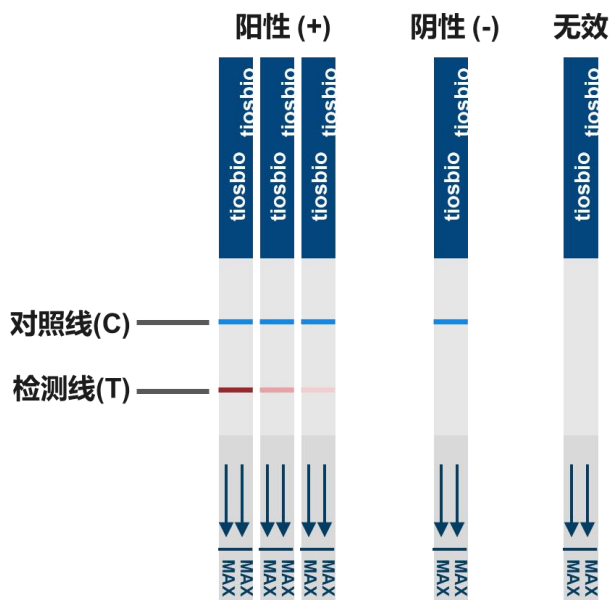 阳性 (+)
阴性 (-)
无效
tiosbio tiosbio
tiosbio tiosbio
tiosbio tiosbio
tiosbio tiosbio
tiosbio tiosbio
对照线(C)
检测线(T)
MAX MAX
MAX MAX
MAX MAX
MAX MAX
MAX MAX